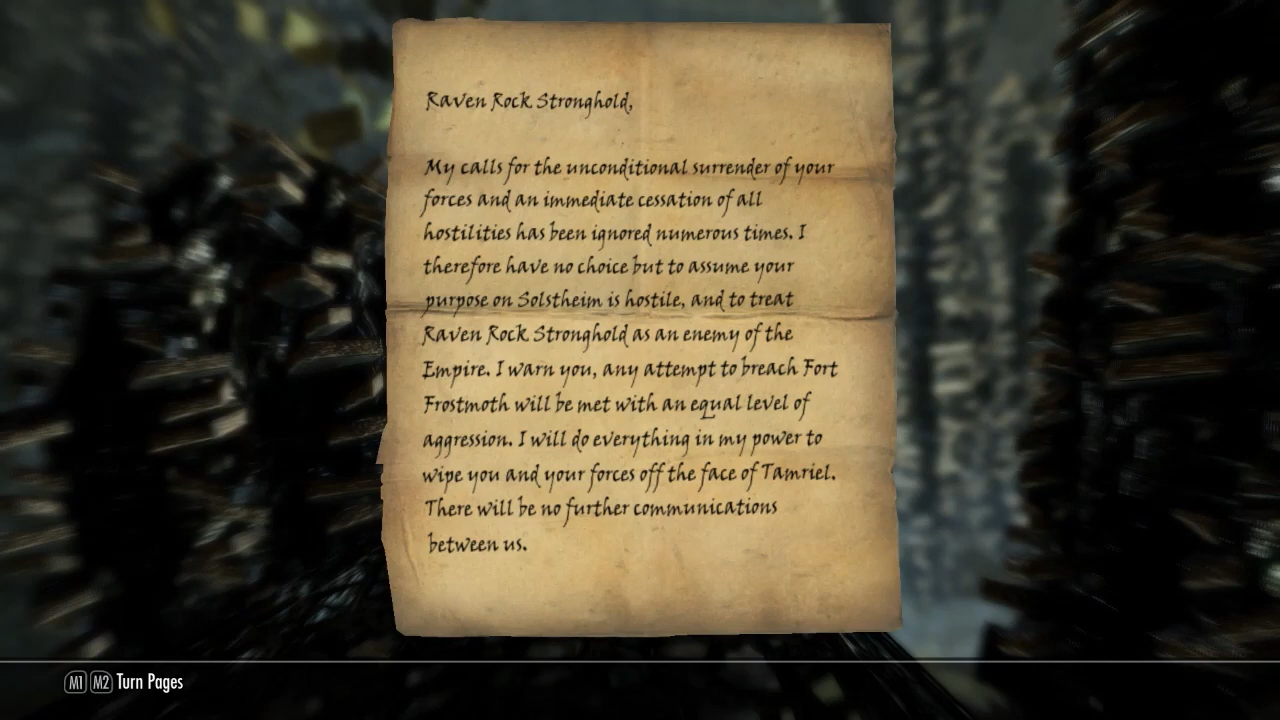 Raven Rock Stronghold,
My calls for the unconditional surrender of your
forces and an immediate cessation of all
hostilities has been ignored numerous times. I
therefore have no choice but to assume your
purpose on Solstheim is hostile, and to treat
Raven Rock Stronghold as an enemy of the
Empire. I warn you, any attempt to breach Fort
Frostmoth will be met with an equal level of
aggression. I will do everything in my power to
wipe you and your forces off the face of Tamriel.
There will be no further communications
between us.
M1 M2 Turn Pages